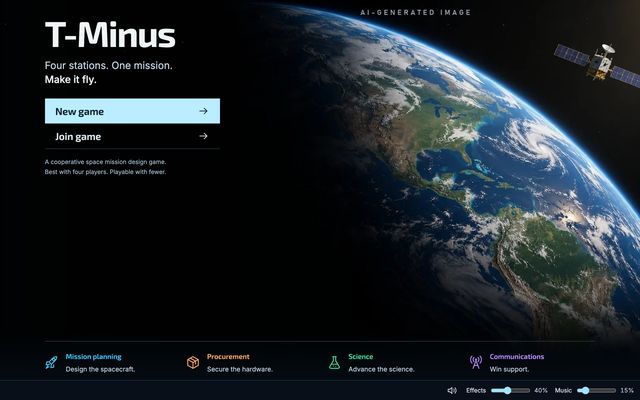 AI-GENERATED IMAGE
T-Minus
Four stations. One mission.
Make it fly.
New game
Join game
A cooperative space mission design game.
Best with four players. Playable with fewer.
Mission planning
Design the spacecraft.
Procurement
Secure the hardware.
Science
Advance the science.
Communications
Win support.
Effects 40% Music 15%